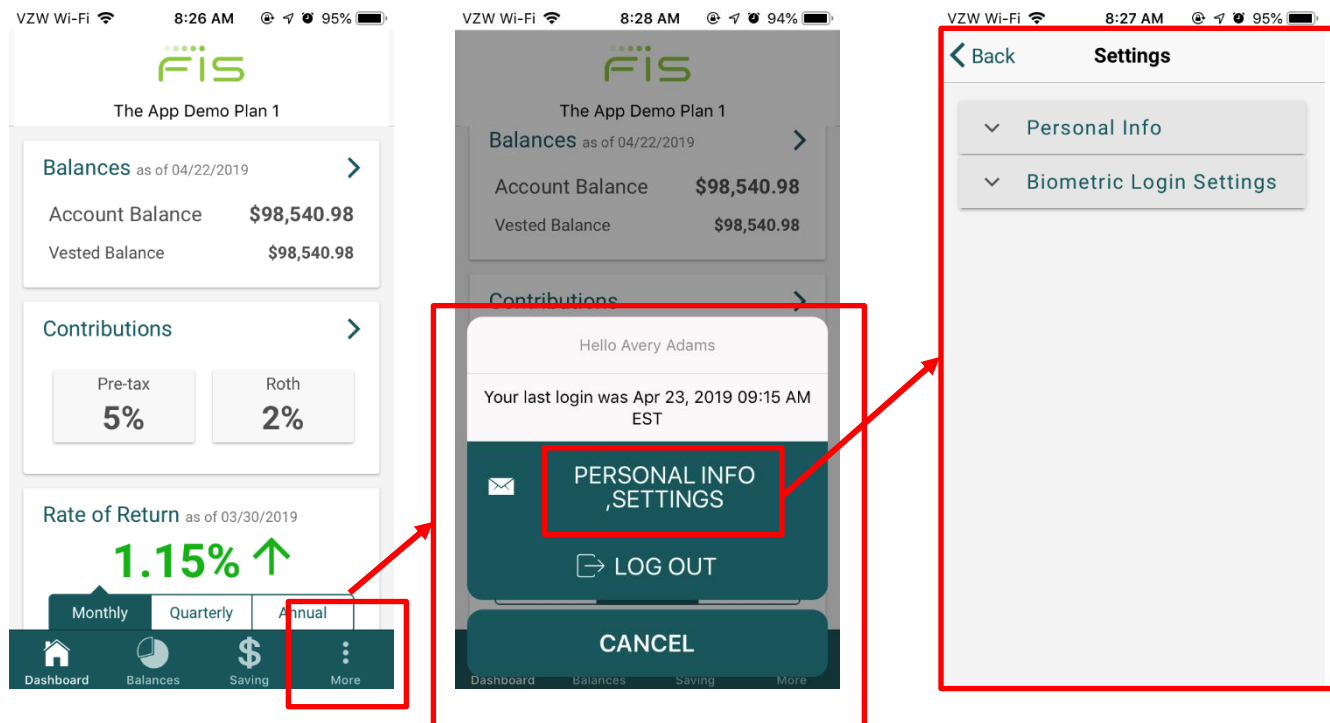 VZW Wi-Fi 8:26 AM 95%
FiS
The App Demo Plan 1
Balances as of 04/22/2019
Account Balance $98,540.98
Vested Balance $98,540.98
Contributions
Pre-tax Roth
5% 2%
Rate of Return as of 03/30/2019
1.15%
Monthly Quarterly Annual
Dashboard Balances Saving More
VZW Wi-Fi 8:28 AM 94%
FiS
The App Demo Plan 1
Balances as of 04/22/2019
Account Balance $98,540.98
Vested Balance $98,540.98
Contributions
Hello Avery Adams
Your last login was Apr 23, 2019 09:15 AM
EST
PERSONAL INFO
,SETTINGS
LOG OUT
CANCEL
Dashboard Balances Saving More
VZW Wi-Fi 8:27 AM 95%
Back Settings
Personal Info
Biometric Login Settings